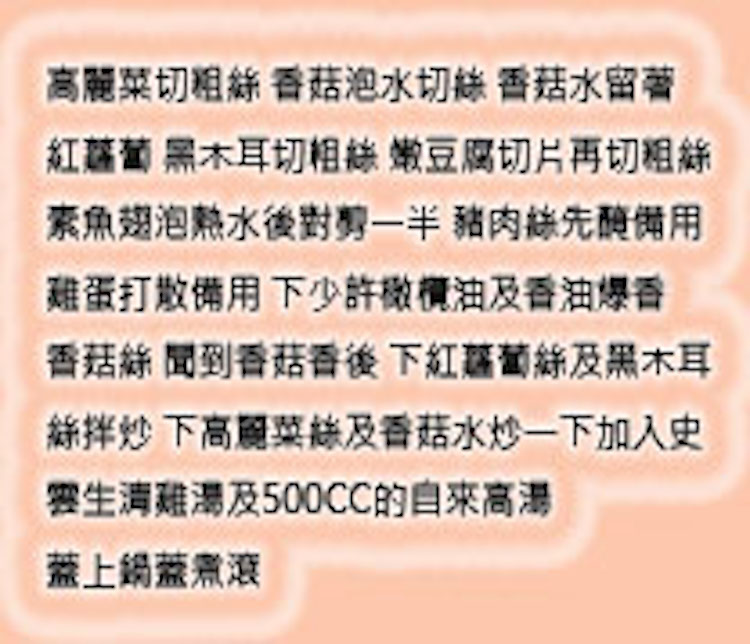 高麗菜切粗絲 香菇泡水切絲 香菇水留著
紅蘿蔔 黑木耳切粗絲 嫩豆腐切片再切粗絲
素魚翅泡熱水後對剪一半 豬肉絲先醃備用
雞蛋打散備用 下少許橄欖油及香油爆香
香菇絲 聞到香菇香後 下紅蘿蔔絲及黑木耳
絲拌炒 下高麗菜絲及香菇水炒一下加入史
雲生清雞湯及500CC的自來高湯
蓋上鍋蓋煮滾